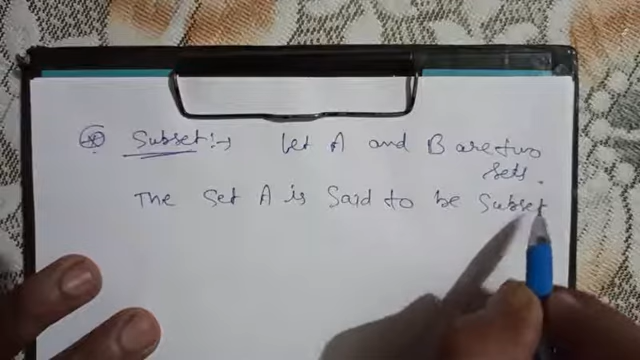 Subset:→ Let A and B are two
sets.
The set A is said to be subset